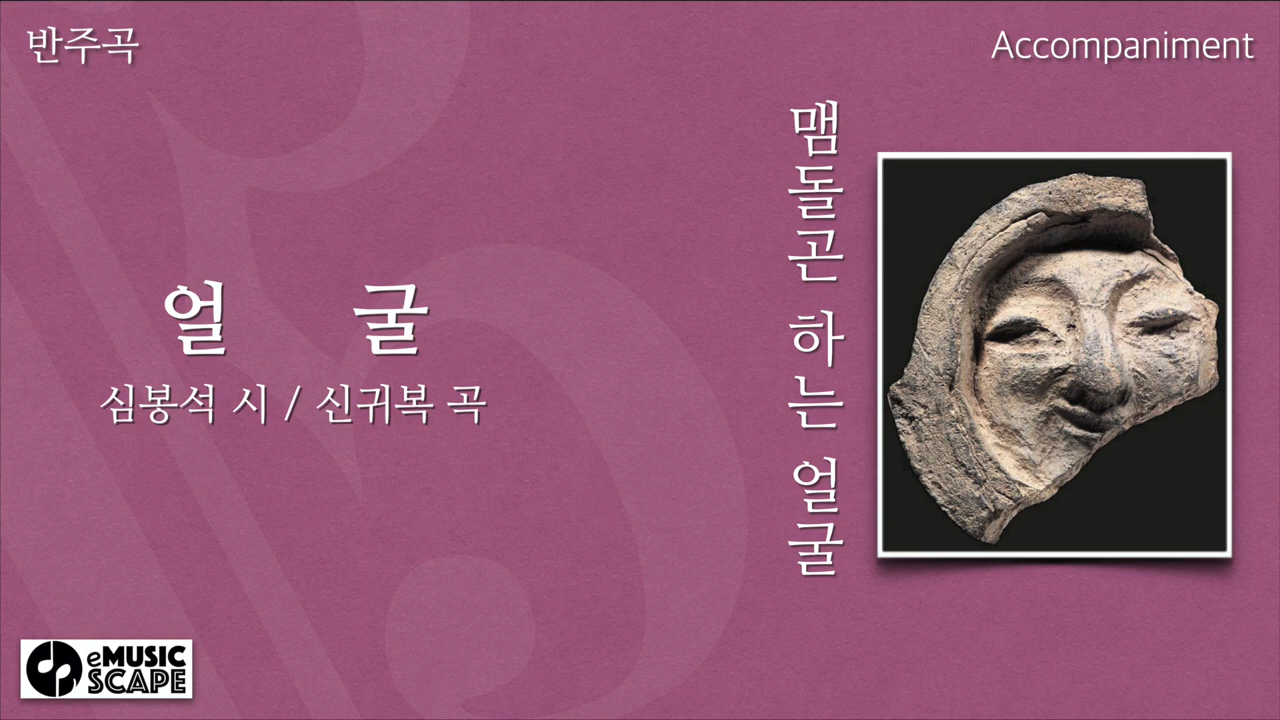 반주곡
Accompaniment
얼 굴
심봉석 시 / 신귀복 곡
맴돌곤 하는 얼굴
eMUSIC
SCAPE